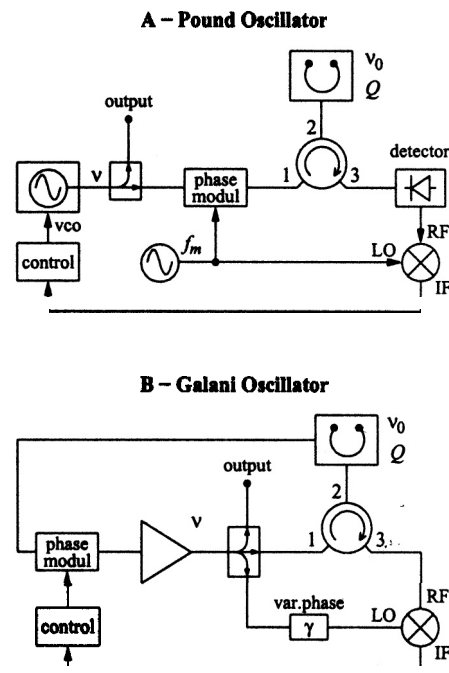 A – Pound Oscillator
ν0
Q
output
2
detector
ν
phase
modul
1
3
vco
RF
control
fm
LO
IF
B – Galani Oscillator
ν0
Q
output
2
ν
phase
modul
1
3
var.phase
RF
LO
control
γ
IF